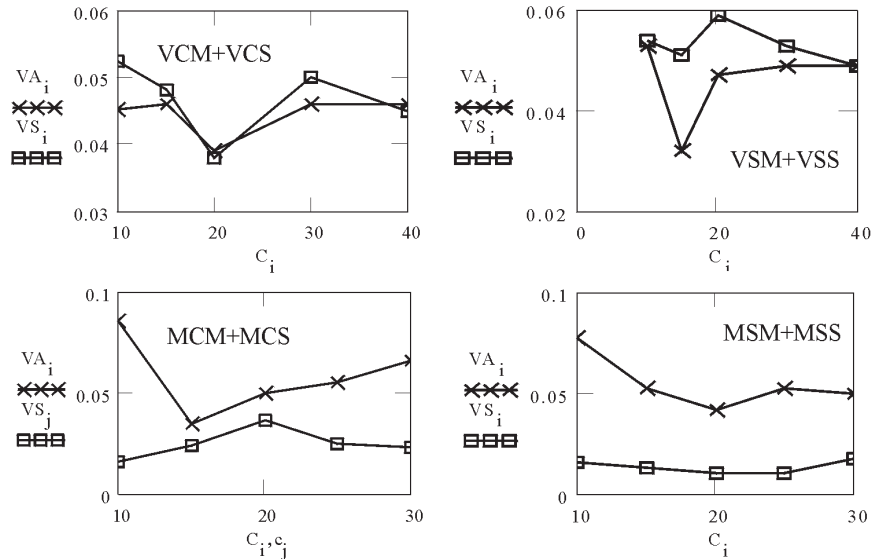 0.06
VCM+VCS
VA i
0.05
VS i
0.04
0.03
10 20 30 40
C i
0.06
VA i
0.04
VS i
VSM+VSS
0.02
0 20 40
C i
0.1
MCM+MCS
VA i
0.05
VS j
0
10 20 30
C i , c j
0.1
MSM+MSS
VA i
0.05
VS i
0
10 20 30
C i